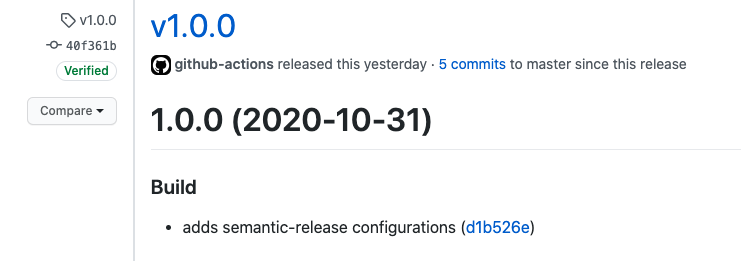 v1.0.0
40f361b
Verified
Compare
v1.0.0
github-actions released this yesterday · 5 commits to master since this release
1.0.0 (2020-10-31)
Build
• adds semantic-release configurations (d1b526e)